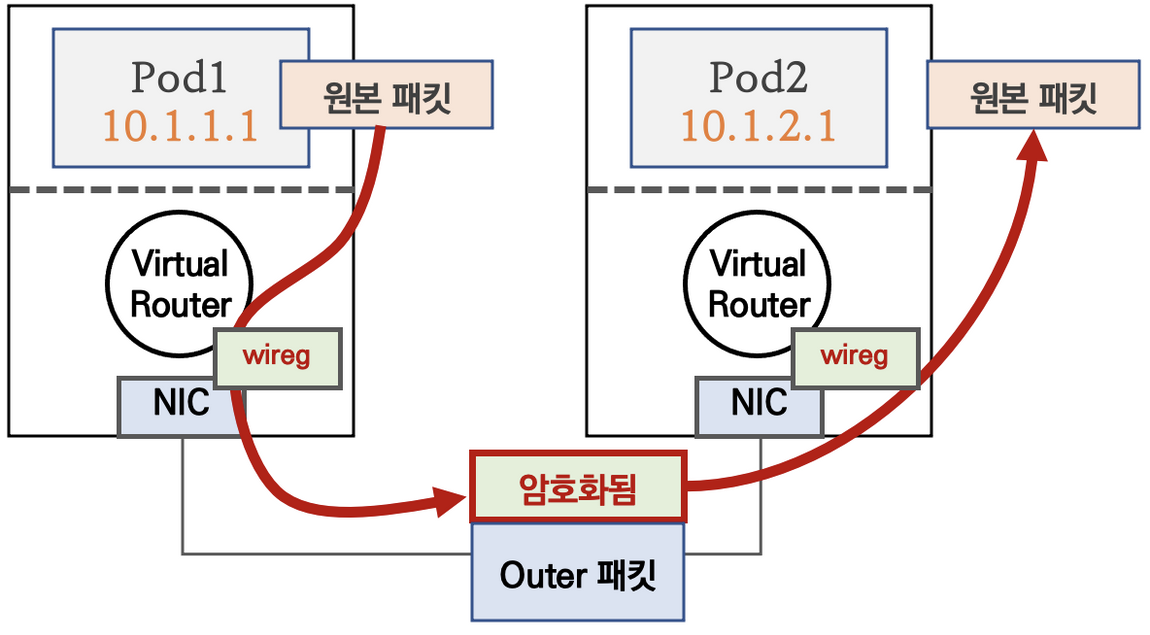 Pod1
10.1.1.1
원본 패킷
Virtual
Router
wireg
NIC
Pod2
10.1.2.1
원본 패킷
Virtual
Router
wireg
NIC
암호화됨
Outer 패킷